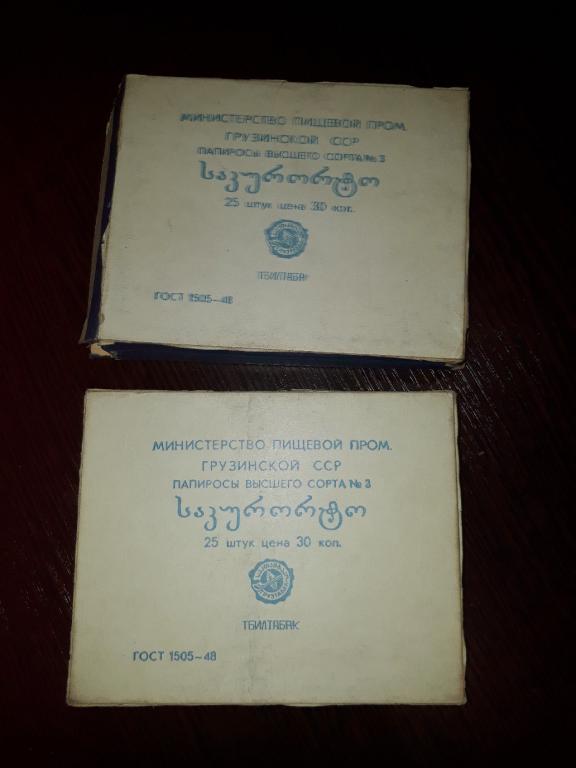 МИНИСТЕРСТВО ПИЩЕВОЙ ПРОМ.
ГРУЗИНСКОЙ ССР
ПАПИРОСЫ ВЫСШЕГО СОРТА № 3
საკურორტო
25 штук цена 30 коп.
ТБИЛТАБАК
ГОСТ 1505-48
МИНИСТЕРСТВО ПИЩЕВОЙ ПРОМ.
ГРУЗИНСКОЙ ССР
ПАПИРОСЫ ВЫСШЕГО СОРТА № 3
საკურორტო
25 штук цена 30 коп.
ТБИЛТАБАК
ГОСТ 1505-48